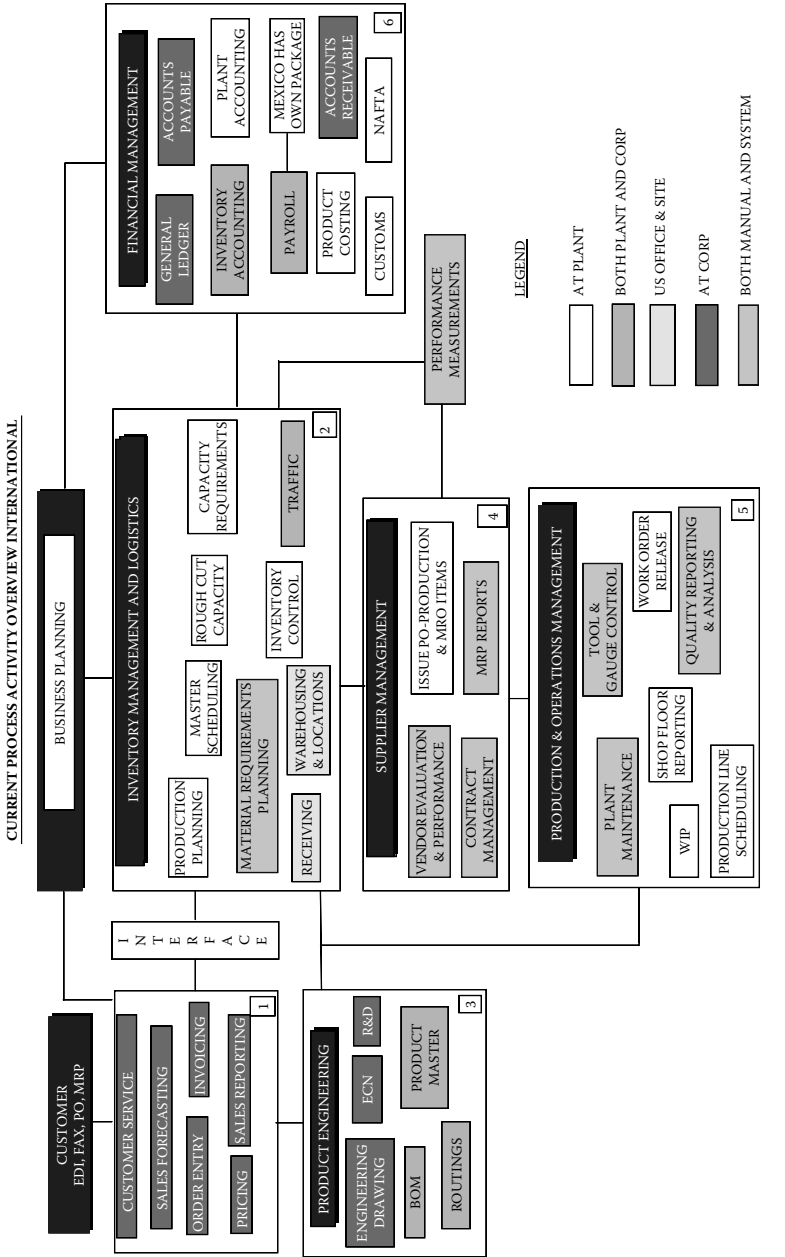 CURRENT PROCESS ACTIVITY OVERVIEW INTERNATIONAL
CUSTOMER
EDI, FAX, PO, MRP
BUSINESS PLANNING
CUSTOMER SERVICE
SALES FORECASTING
ORDER ENTRY
INVOICING
PRICING
SALES REPORTING
1
I
N
T
E
R
F
A
C
E
INVENTORY MANAGEMENT AND LOGISTICS
PRODUCTION
PLANNING
MASTER
SCHEDULING
ROUGH CUT
CAPACITY
CAPACITY
REQUIREMENTS
MATERIAL REQUIREMENTS
PLANNING
INVENTORY
CONTROL
TRAFFIC
RECEIVING
WAREHOUSING
& LOCATIONS
2
FINANCIAL MANAGEMENT
GENERAL
LEDGER
ACCOUNTS
PAYABLE
INVENTORY
ACCOUNTING
PLANT
ACCOUNTING
PAYROLL
MEXICO HAS
OWN PACKAGE
PRODUCT
COSTING
ACCOUNTS
RECEIVABLE
CUSTOMS
NAFTA
6
PRODUCT ENGINEERING
ENGINEERING
DRAWING
ECN
R&D
BOM
PRODUCT
MASTER
ROUTINGS
3
SUPPLIER MANAGEMENT
VENDOR EVALUATION
& PERFORMANCE
ISSUE PO-PRODUCTION
& MRO ITEMS
CONTRACT
MANAGEMENT
MRP REPORTS
4
PERFORMANCE
MEASUREMENTS
PRODUCTION & OPERATIONS MANAGEMENT
PLANT
MAINTENANCE
TOOL &
GAUGE CONTROL
WIP
SHOP FLOOR
REPORTING
WORK ORDER
RELEASE
PRODUCTION LINE
SCHEDULING
QUALITY REPORTING
& ANALYSIS
5
LEGEND
AT PLANT
BOTH PLANT AND CORP
US OFFICE & SITE
AT CORP
BOTH MANUAL AND SYSTEM